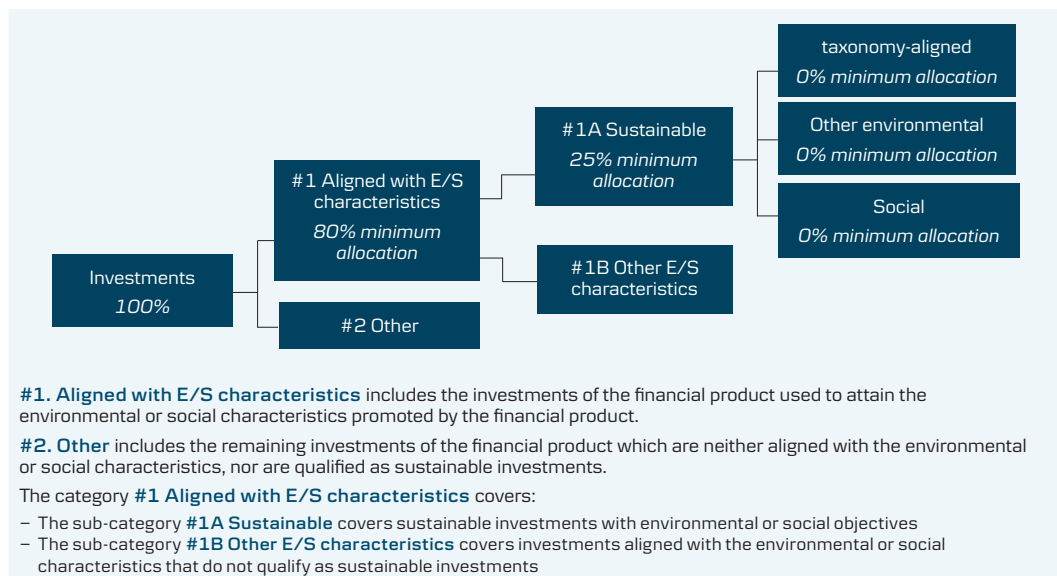 Investments
100%
#1 Aligned with E/S
characteristics
80% minimum
allocation
#2 Other
#1A Sustainable
25% minimum
allocation
#1B Other E/S
characteristics
taxonomy-aligned
0% minimum allocation
Other environmental
0% minimum allocation
Social
0% minimum allocation
#1. Aligned with E/S characteristics includes the investments of the financial product used to attain the
environmental or social characteristics promoted by the financial product.
#2. Other includes the remaining investments of the financial product which are neither aligned with the environmental
or social characteristics, nor are qualified as sustainable investments.
The category #1 Aligned with E/S characteristics covers:
– The sub-category #1A Sustainable covers sustainable investments with environmental or social objectives
– The sub-category #1B Other E/S characteristics covers investments aligned with the environmental or social
characteristics that do not qualify as sustainable investments